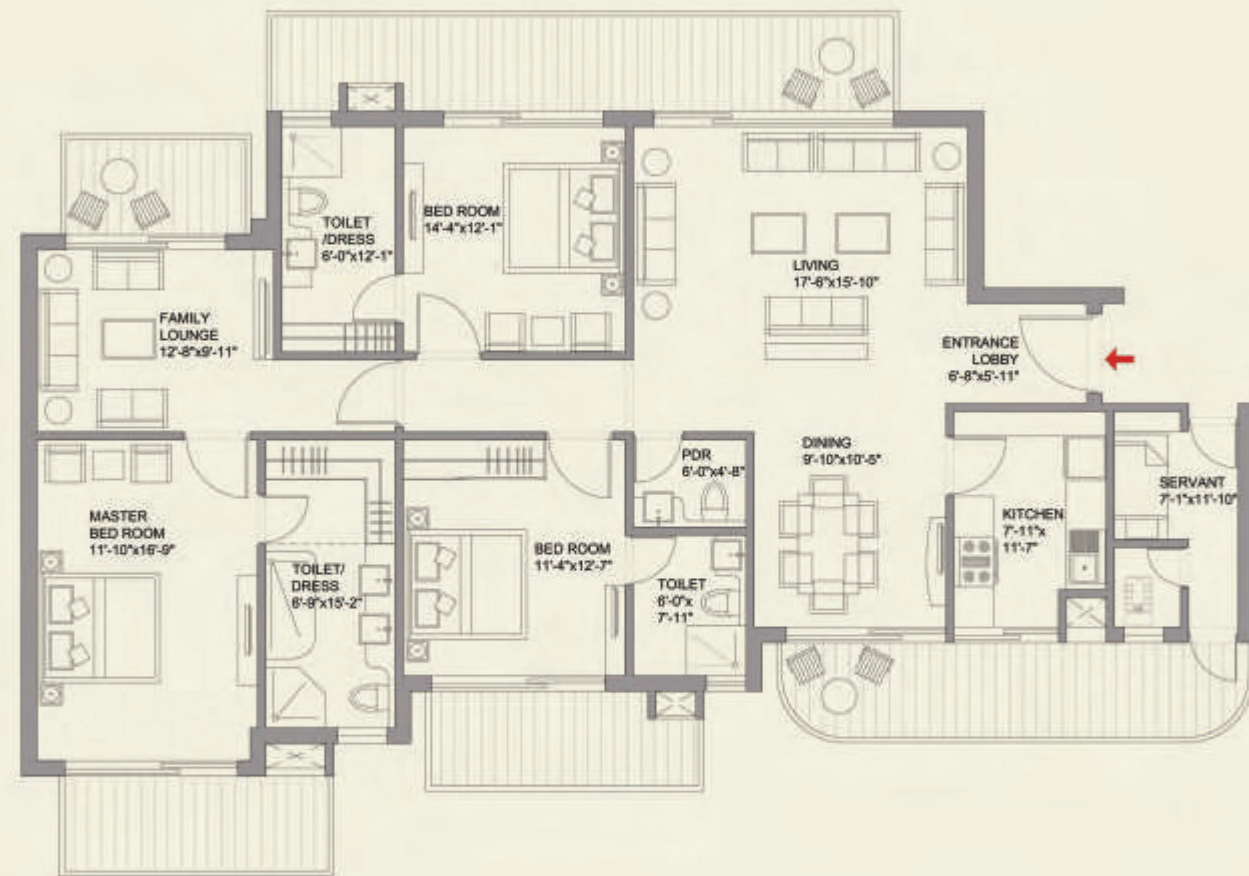 TOILET
/DRESS
6'-0"x12'-1"
BED ROOM
14'-4"x12'-1"
LIVING
17'-6"x15'-10"
FAMILY
LOUNGE
12'-8"x9'-11"
ENTRANCE
LOBBY
6'-8"x5'-11"
MASTER
BED ROOM
11'-10"x16'-9"
TOILET/
DRESS
6'-9"x15'-2"
BED ROOM
11'-4"x12'-7"
PDR
6'-0"x4'-8"
TOILET
6'-0"x
7'-11"
DINING
9'-10"x10'-5"
KITCHEN
7'-11"x
11'-7"
SERVANT
7'-1"x11'-10"